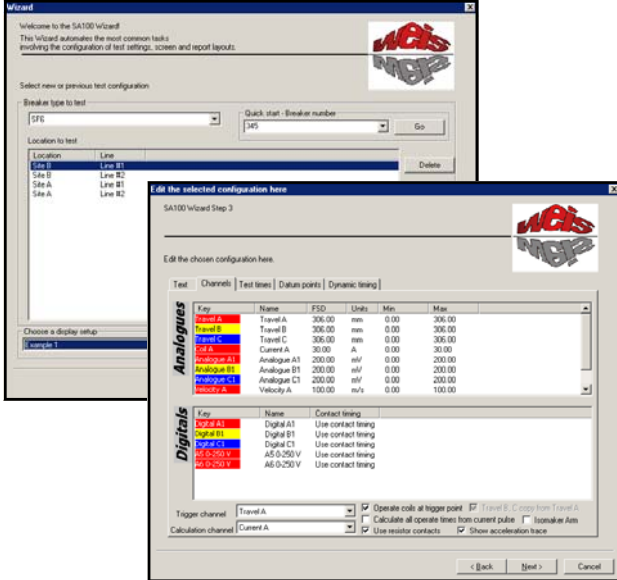 Wizard
Welcome to the SA100 Wizard!
This Wizard automates the most common tasks
involving the configuration of test settings, screen and report layouts.
weis
Select new or previous test configuration
Breaker type to test
SF6
Quick start - Breaker number
345
Go
Location to test
Location Line
Site B Line #1
Site B Line #2
Site A Line #1
Site A Line #2
Delete
Choose a display setup
Example 1
Edit the selected configuration here
SA100 Wizard Step 3
weis
Edit the chosen configuration here.
Text Channels Test times Datum points Dynamic timing
Analogues
Key Name FSD Units Min Max
Travel A Travel A 306.00 mm 0.00 306.00
Travel B Travel B 306.00 mm 0.00 306.00
Travel C Travel C 306.00 mm 0.00 306.00
Coil A Current A 30.00 A 0.00 30.00
Analogue A1 Analogue A1 200.00 mV 0.00 200.00
Analogue B1 Analogue B1 200.00 mV 0.00 200.00
Analogue C1 Analogue C1 200.00 mV 0.00 200.00
Velocity A Velocity A 100.00 m/s 0.00 100.00
Digitals
Key Name Contact timing
Digital A1 Digital A1 Use contact timing
Digital B1 Digital B1 Use contact timing
Digital C1 Digital C1 Use contact timing
A5 0-250 V A5 0-250 V Use contact timing
A6 0-250 V A6 0-250 V Use contact timing
Trigger channel Travel A Operate coils at trigger point Travel B, C copy from Travel A
Calculate all operate times from current pulse Isomaker Arm
Calculation channel Current A Use resistor contacts Show acceleration trace
< Back Next > Cancel